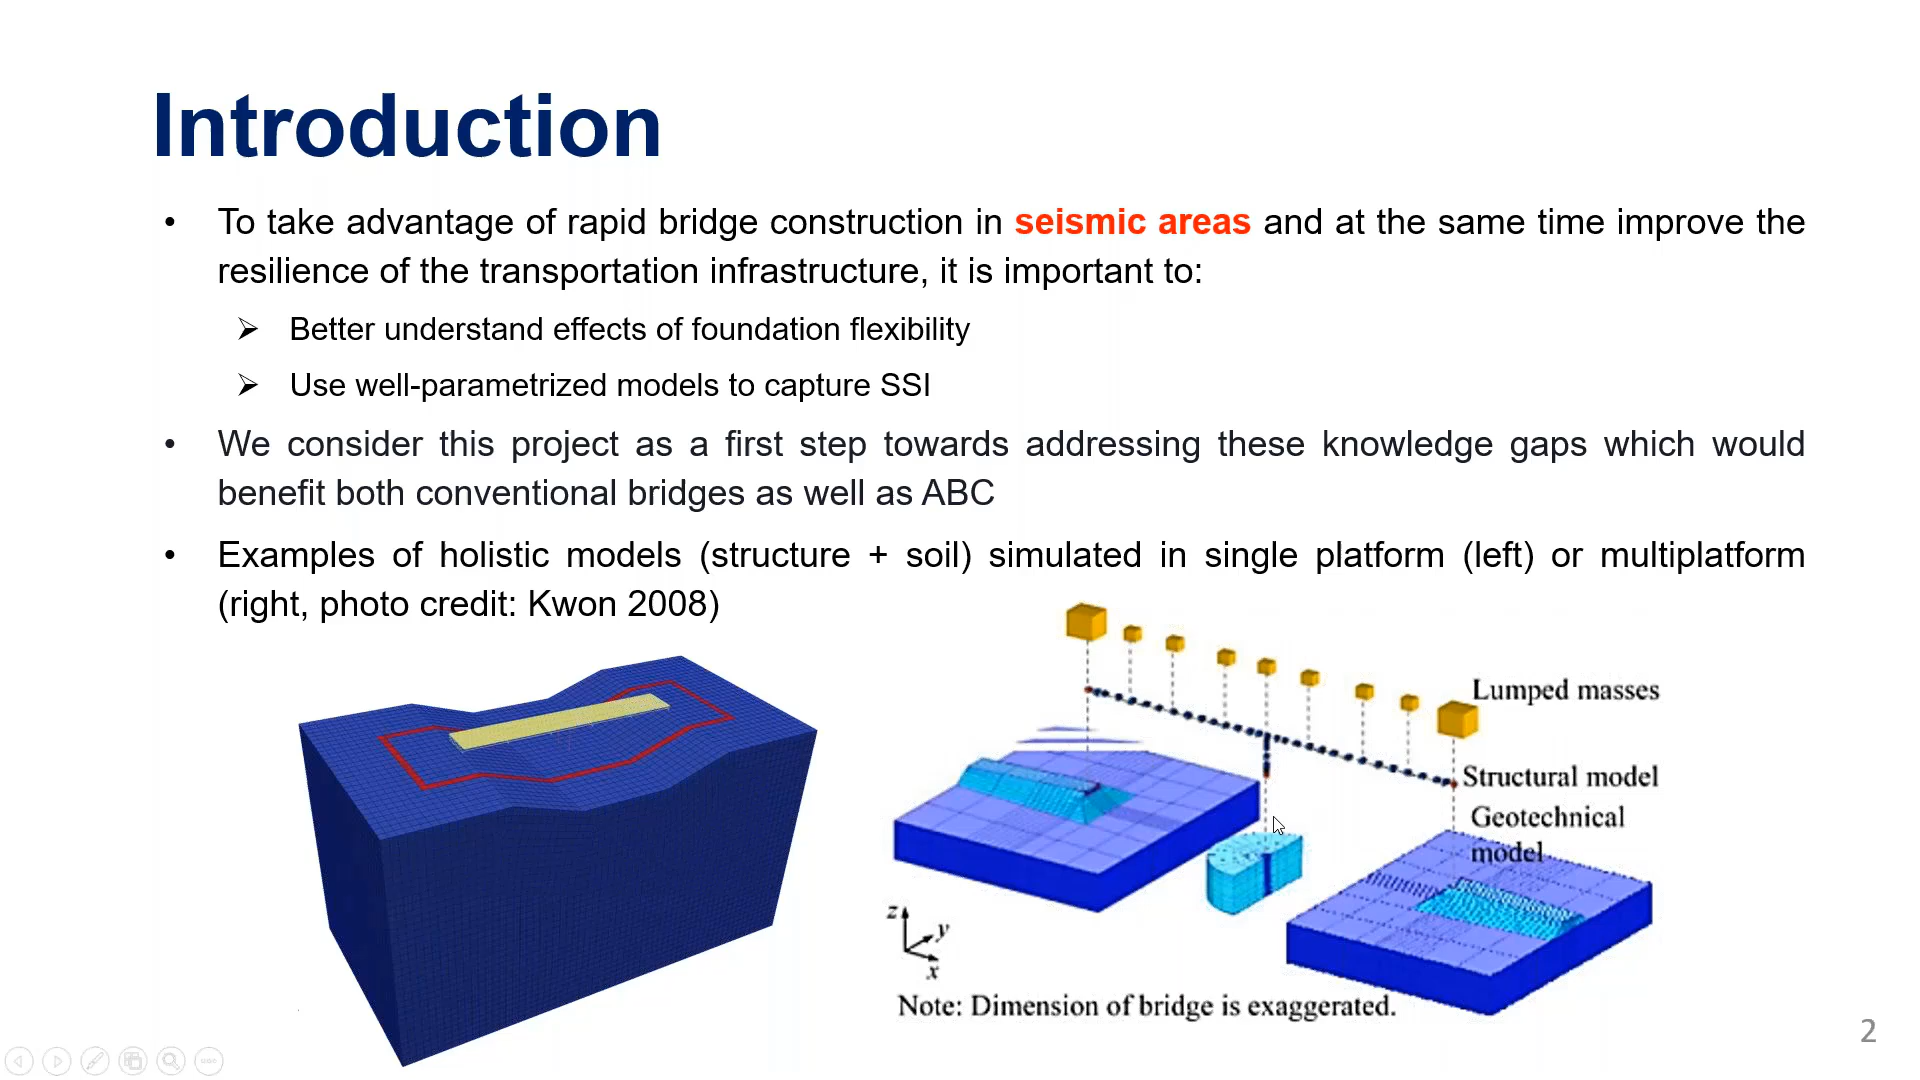 Introduction
• To take advantage of rapid bridge construction in seismic areas and at the same time improve the
resilience of the transportation infrastructure, it is important to:
➢ Better understand effects of foundation flexibility
➢ Use well-parametrized models to capture SSI
• We consider this project as a first step towards addressing these knowledge gaps which would
benefit both conventional bridges as well as ABC
• Examples of holistic models (structure + soil) simulated in single platform (left) or multiplatform
(right, photo credit: Kwon 2008)
Lumped masses
Structural model
Geotechnical
model
z
y
x
Note: Dimension of bridge is exaggerated.
2